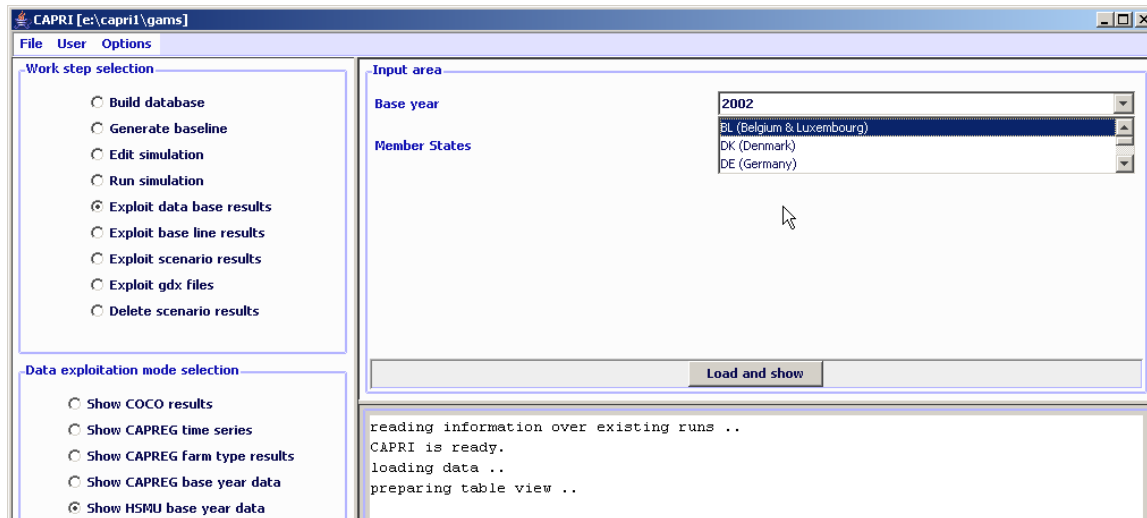 CAPRI [e:\capri1\gams]
File User Options
Work step selection
Build database
Generate baseline
Edit simulation
Run simulation
Exploit data base results
Exploit base line results
Exploit scenario results
Exploit gdx files
Delete scenario results
Data exploitation mode selection
Show COCO results
Show CAPREG time series
Show CAPREG farm type results
Show CAPREG base year data
Show HSMU base year data
Input area
Base year 2002
Member States
BL (Belgium & Luxembourg)
DK (Denmark)
DE (Germany)
Load and show
reading information over existing runs ..
CAPRI is ready.
loading data ..
preparing table view ..